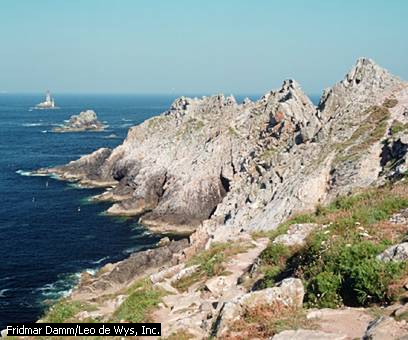 Fridmar Damm/Leo de Wys, Inc.